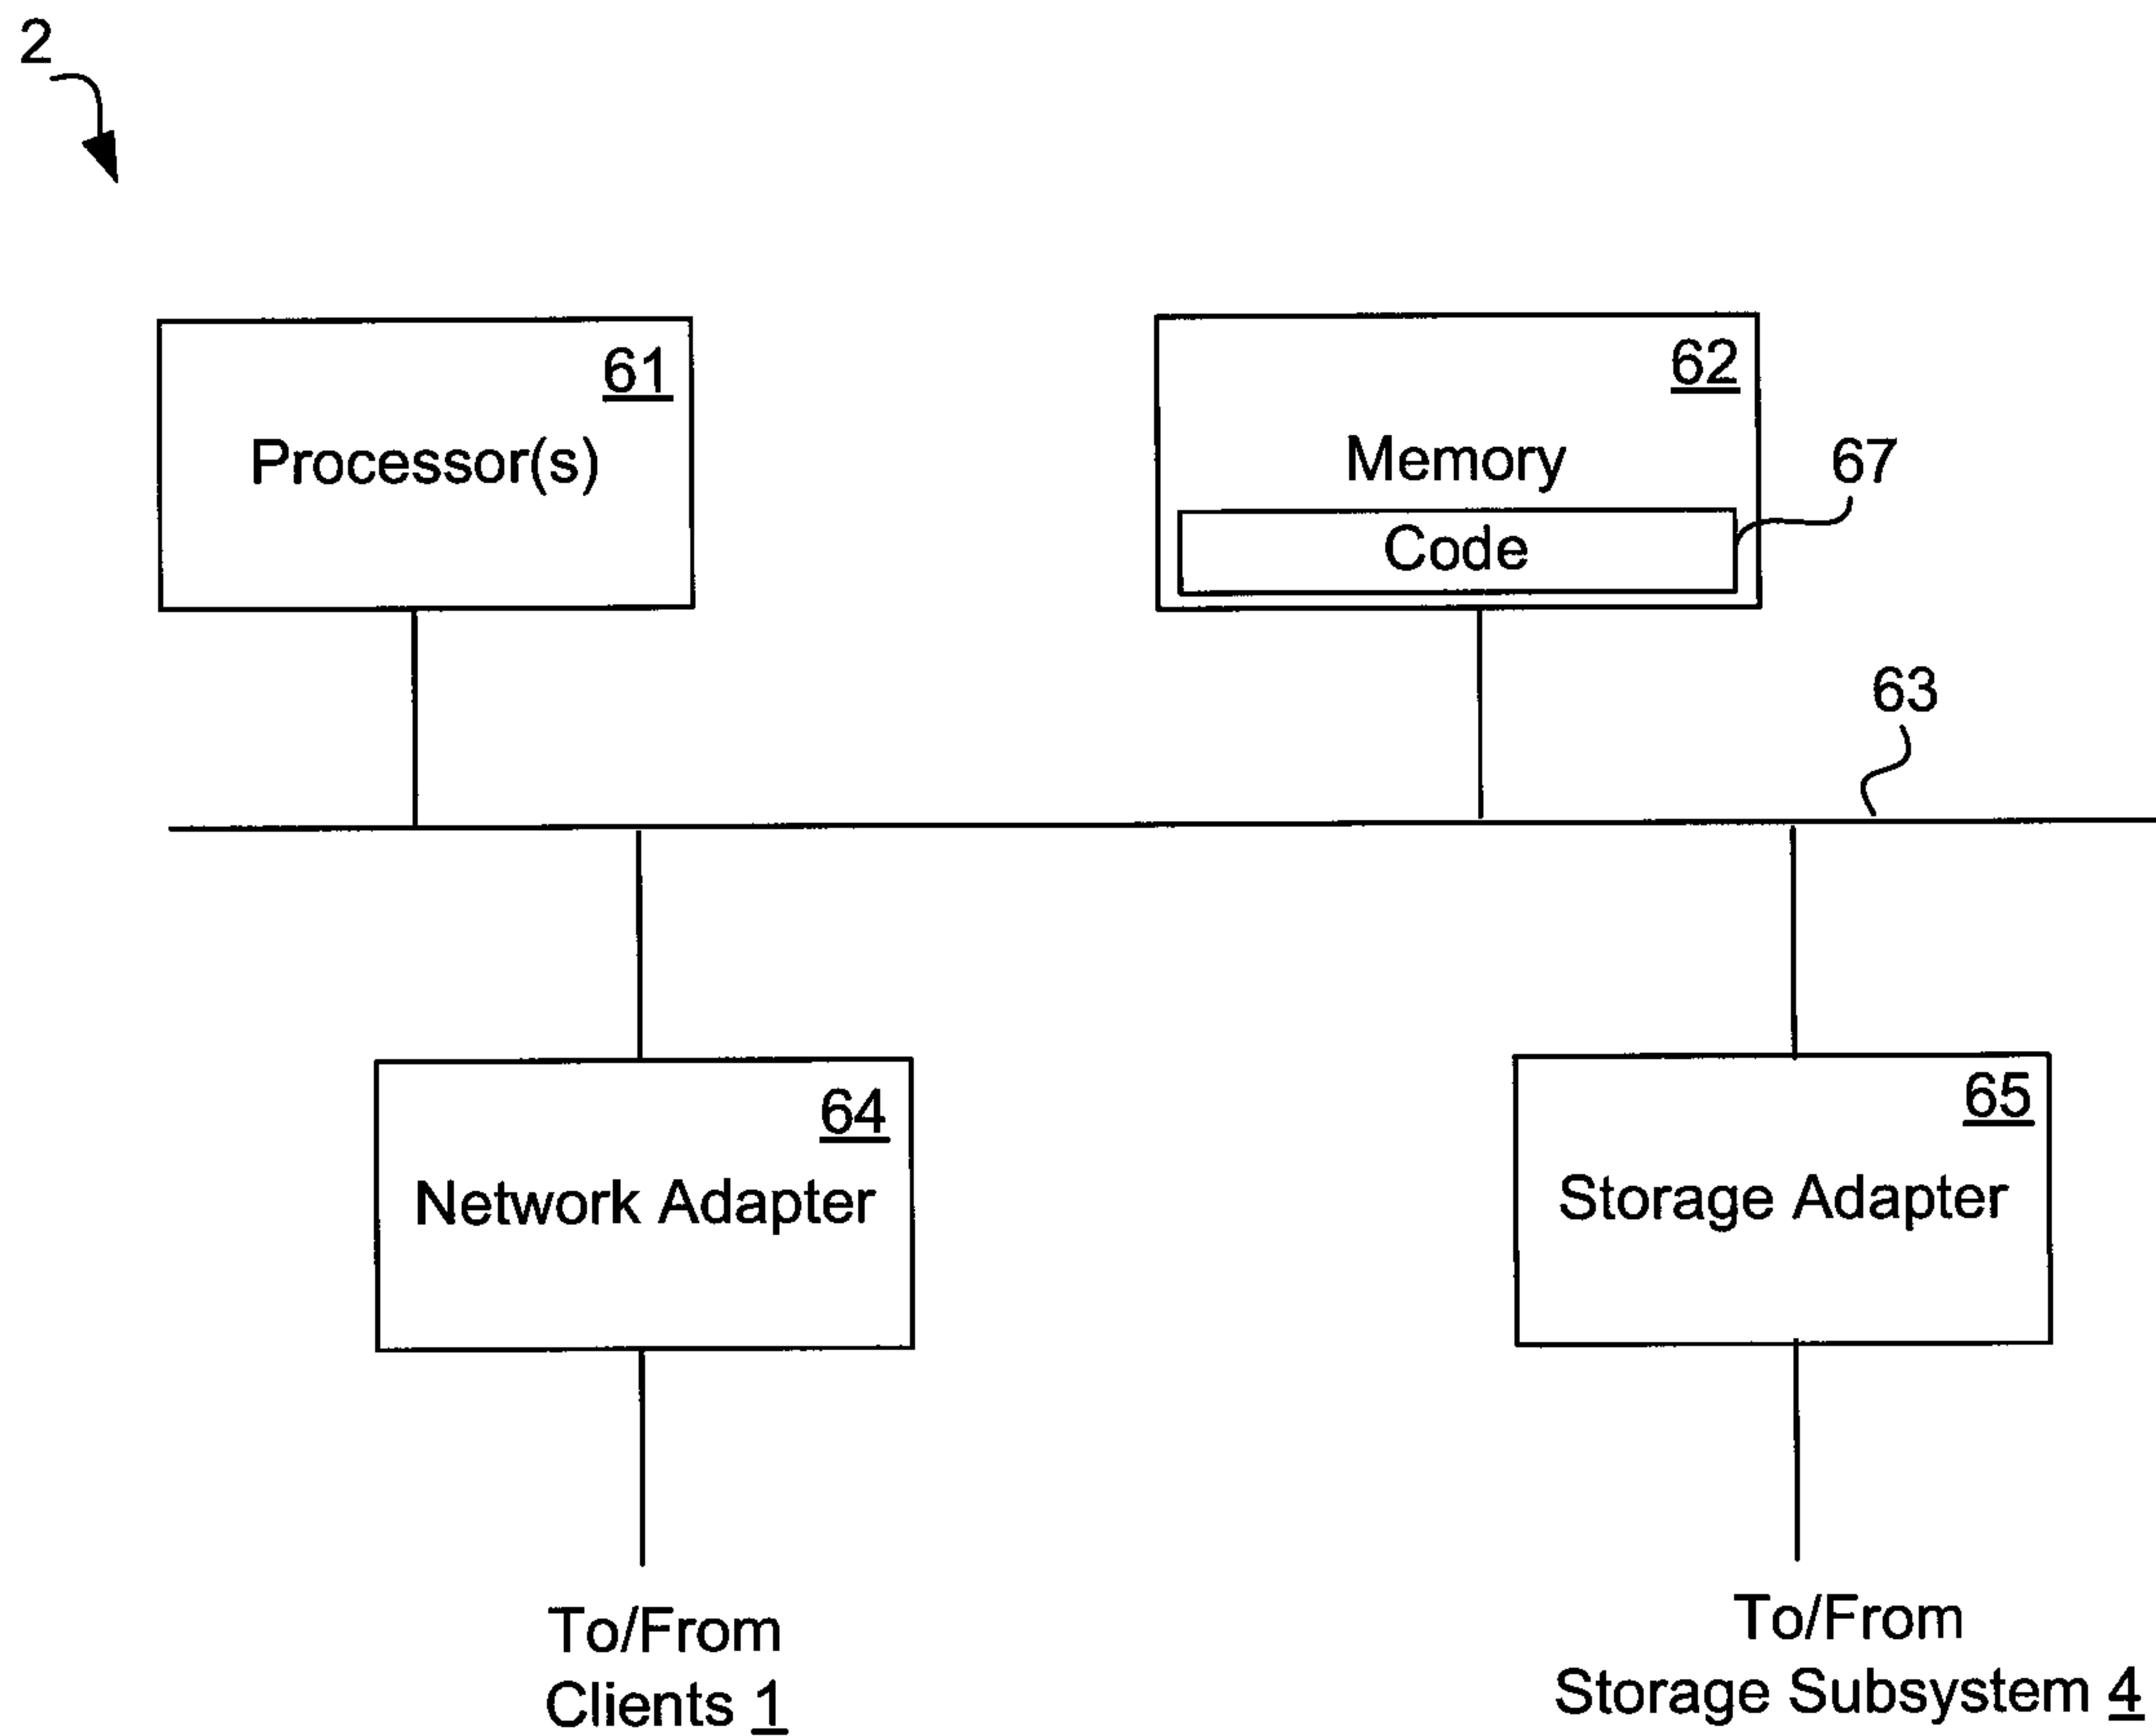 2
61
Processor(s)
62
Memory
Code
67
63
64
Network Adapter
65
Storage Adapter
To/From
Clients 1
To/From
Storage Subsystem 4